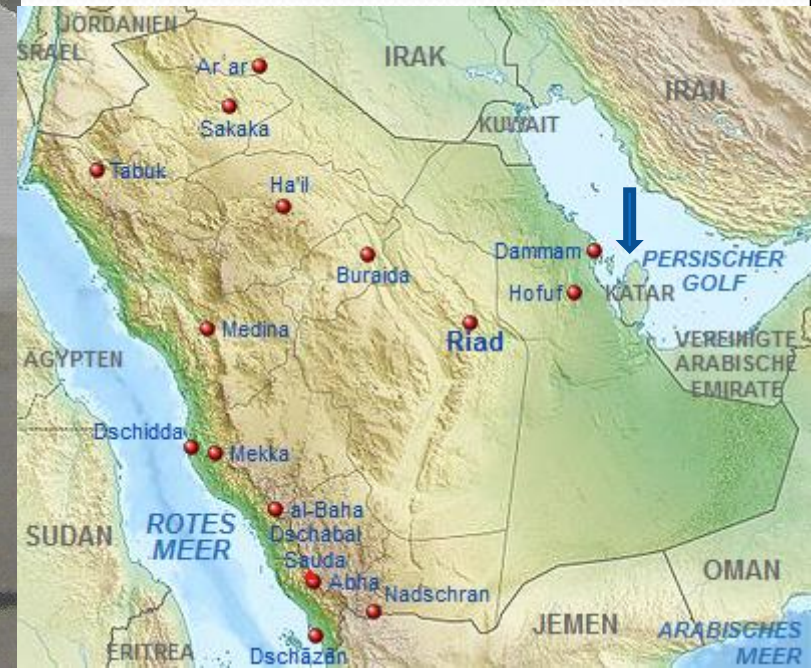 JORDANIEN
SRAEL
IRAK
IRAN
KUWAIT
Ar'ar
Sakaka
Tabuk
Ha'il
Buraida
Dammam
Hofuf
KATAR
PERSISCHER
GOLF
Medina
Riad
ÄGYPTEN
VEREINIGTE
ARABISCHE
EMIRATE
Dschidda
Mekka
al-Baha
Dschabal
Sauda
Abha
Nadschran
SUDAN
ROTES
MEER
OMAN
JEMEN
ARABISCHES
MEER
ERITREA
Dschāzān